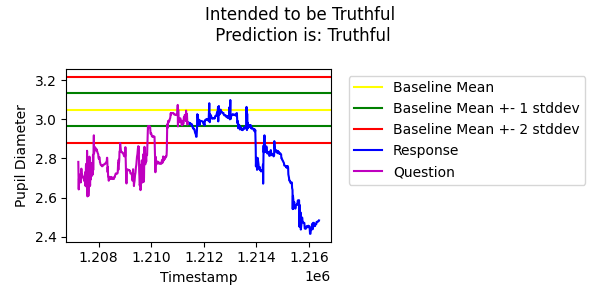 Intended to be Truthful
Prediction is: Truthful
3.2
3.0
2.8
2.6
2.4
Pupil Diameter
1.208
1.210
1.212
1.214
1.216
1e6
Timestamp
Baseline Mean
Baseline Mean +- 1 stddev
Baseline Mean +- 2 stddev
Response
Question